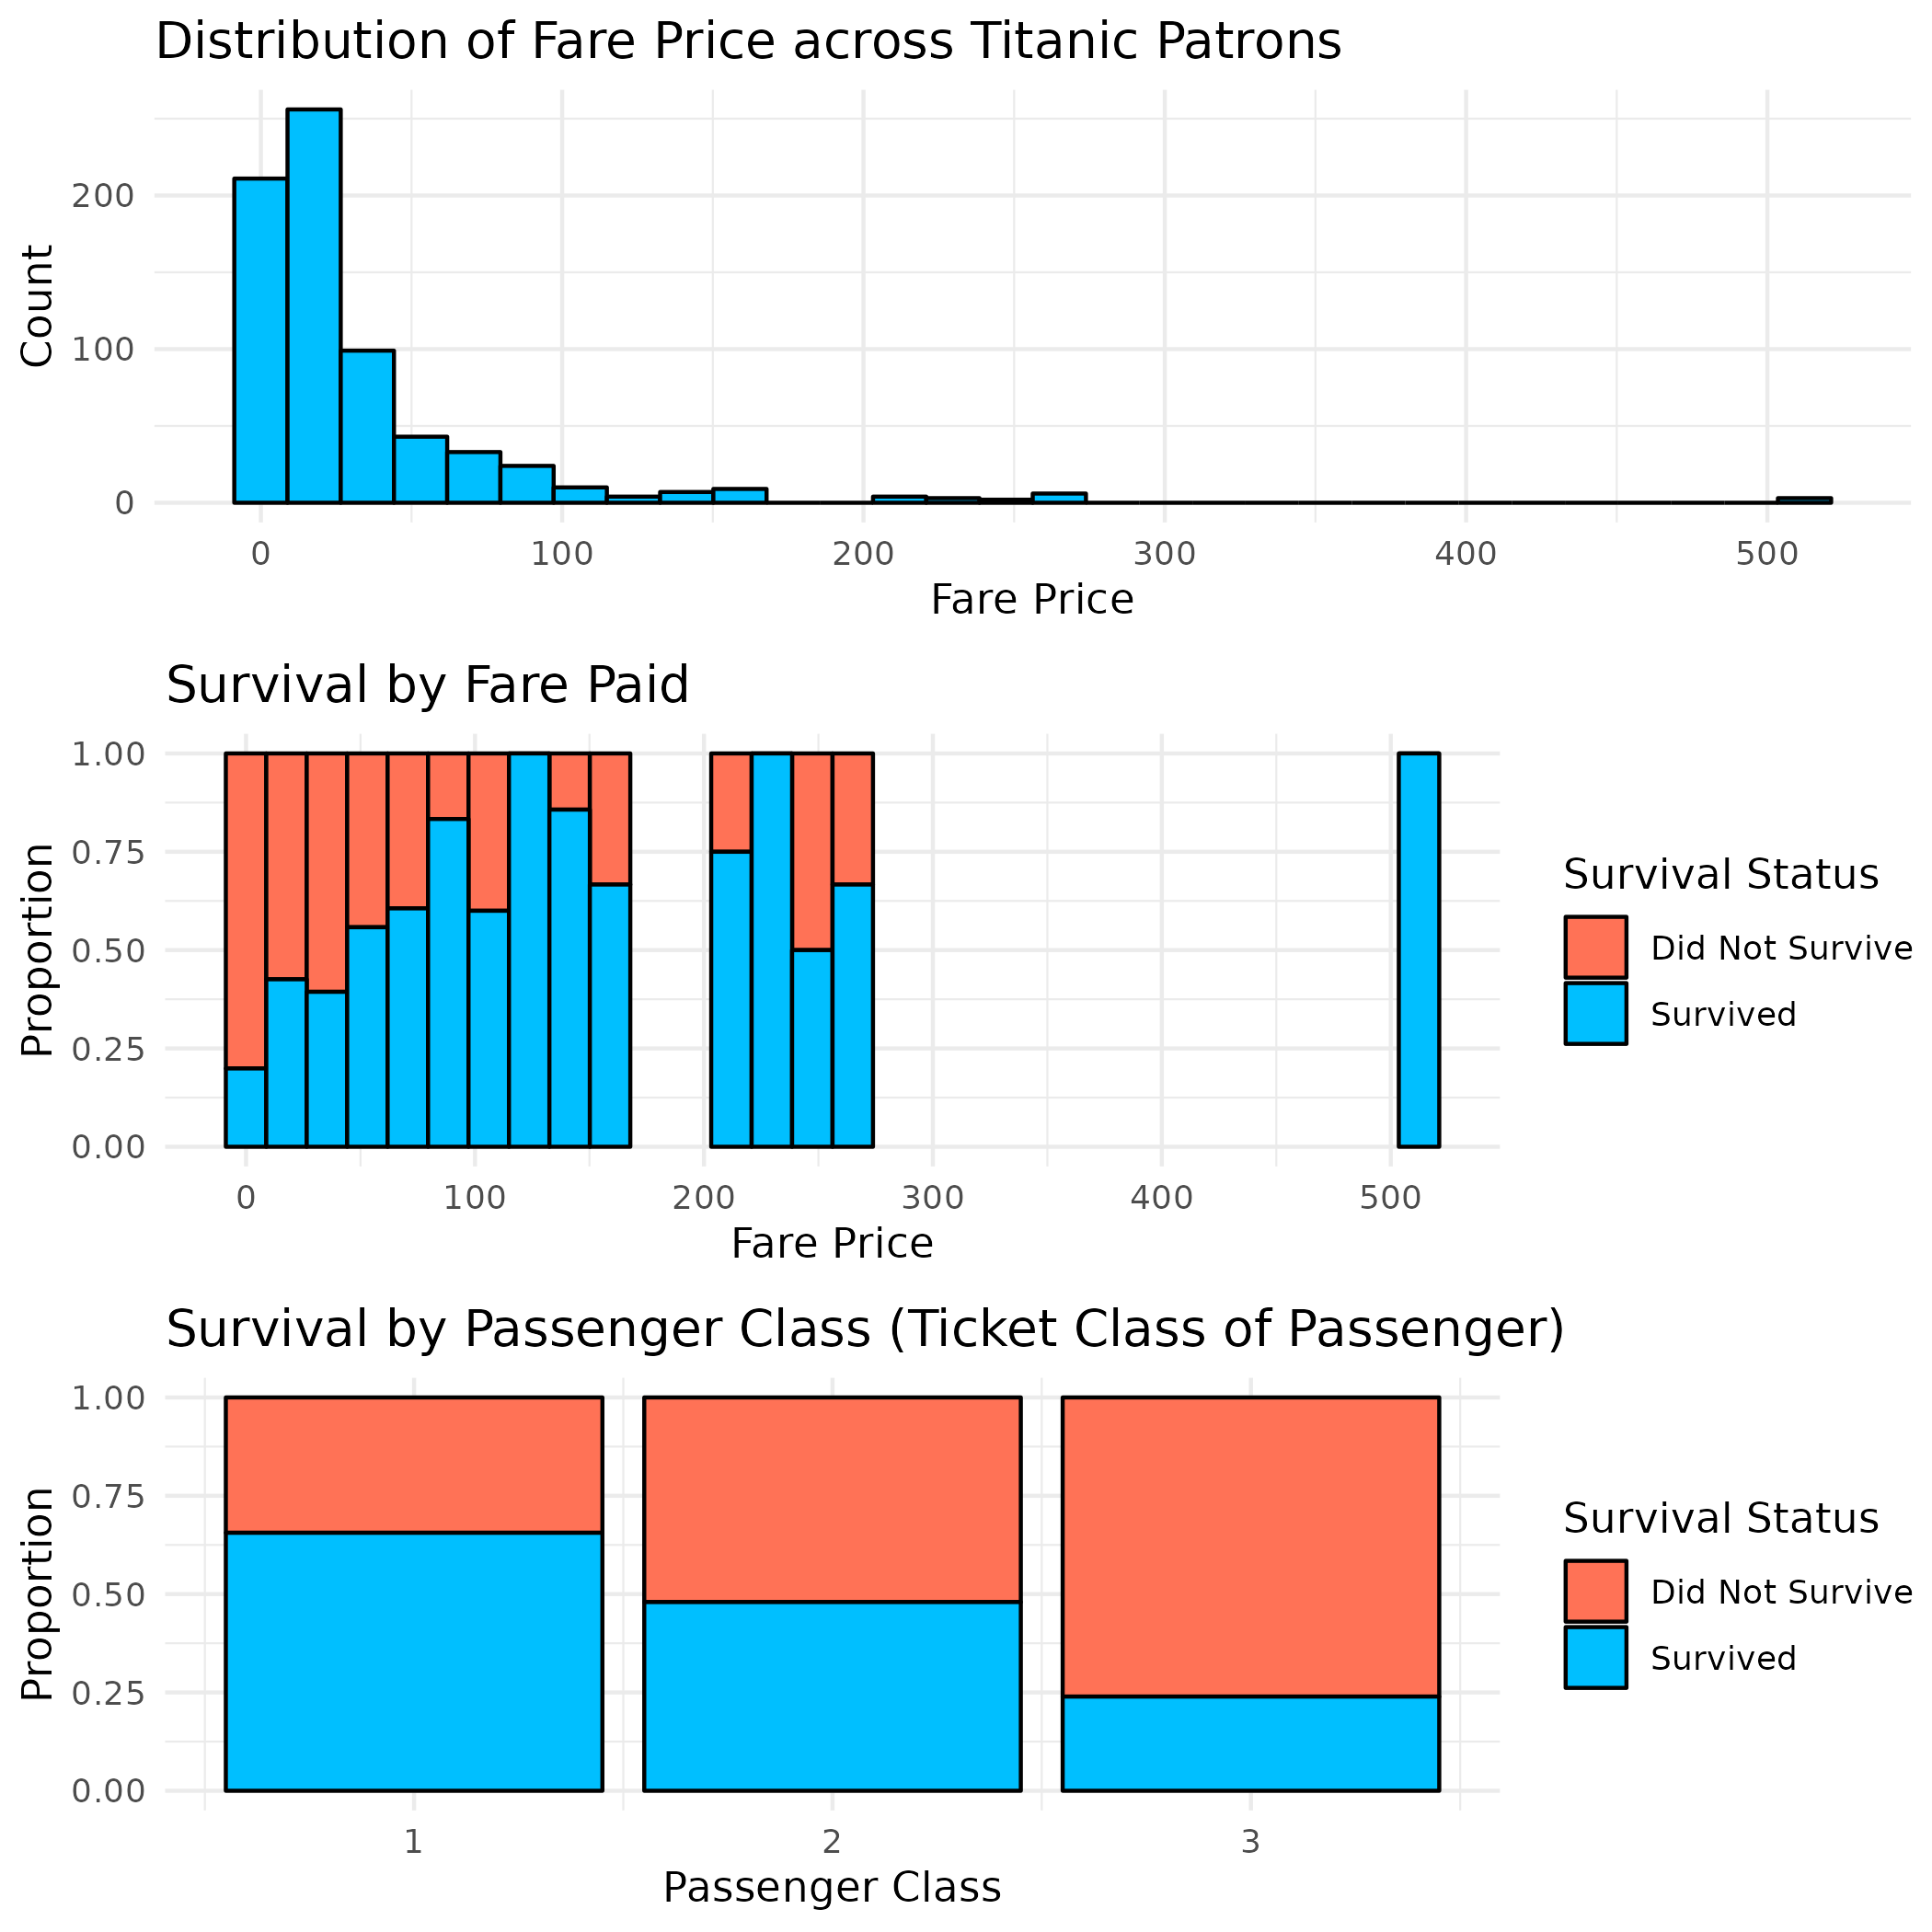 Distribution of Fare Price across Titanic Patrons
200
100
0
Count
0 100 200 300 400 500
Fare Price
Survival by Fare Paid
1.00
0.75
0.50
0.25
0.00
Proportion
0 100 200 300 400 500
Fare Price
Survival Status
Did Not Survive
Survived
Survival by Passenger Class (Ticket Class of Passenger)
1.00
0.75
0.50
0.25
0.00
Proportion
1 2 3
Passenger Class
Survival Status
Did Not Survive
Survived